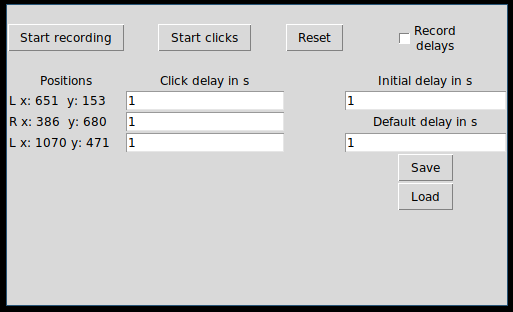 Start recording Start clicks Reset Record delays
Positions Click delay in s Initial delay in s
L x: 651 y: 153 1 1
R x: 386 y: 680 1 Default delay in s
L x: 1070 y: 471 1 1
Save
Load